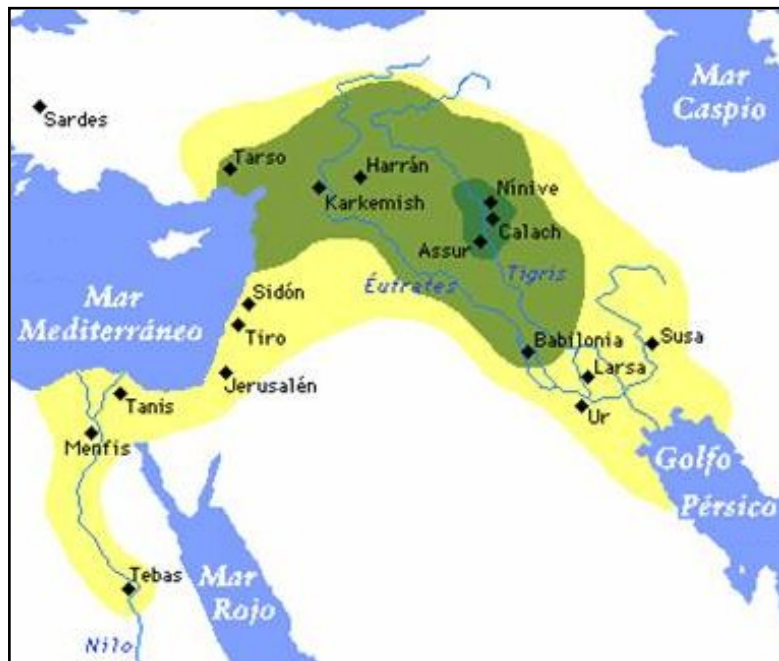 Mar
Caspio
Sardes
Tarso
Harrán
Karkemish
Nínive
Calach
Assur
Tigris
Éufrates
Mar
Mediterráneo
Sidón
Tiro
Jerusalén
Babilonia
Susa
Larsa
Ur
Tanis
Menfis
Golfo
Pérsico
Tebas
Mar
Rojo
Nilo